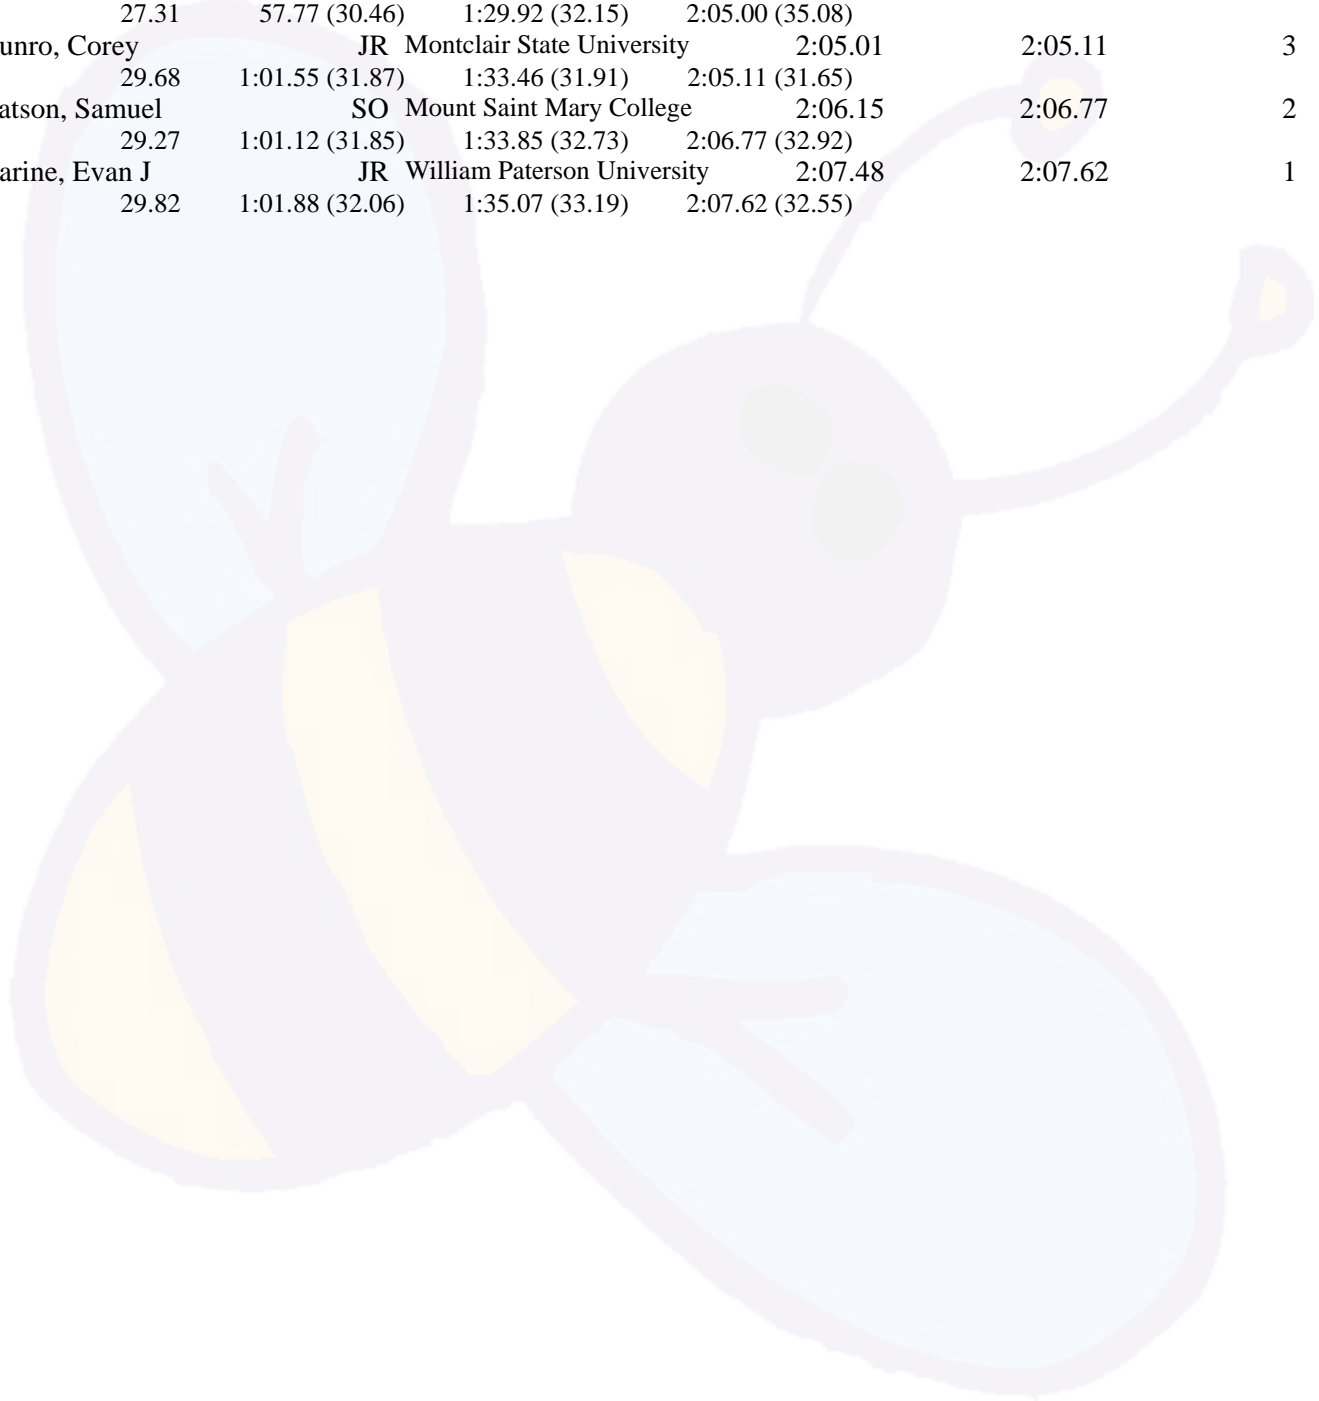 27.31 57.77 (30.46) 1:29.92 (32.15) 2:05.00 (35.08)
unro, Corey JR Montclair State University 2:05.01 2:05.11 3
29.68 1:01.55 (31.87) 1:33.46 (31.91) 2:05.11 (31.65)
atson, Samuel SO Mount Saint Mary College 2:06.15 2:06.77 2
29.27 1:01.12 (31.85) 1:33.85 (32.73) 2:06.77 (32.92)
arine, Evan J JR William Paterson University 2:07.48 2:07.62 1
29.82 1:01.88 (32.06) 1:35.07 (33.19) 2:07.62 (32.55)